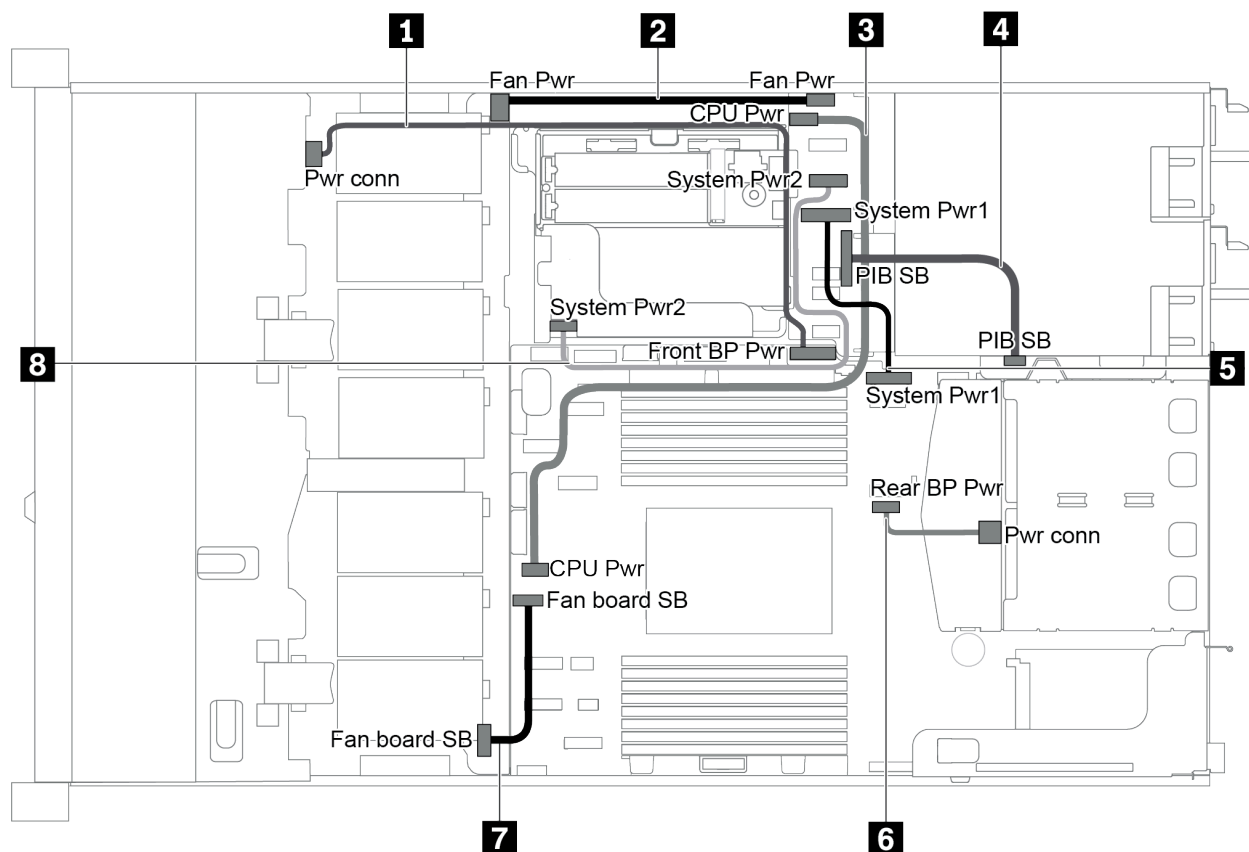 1
2
3
4
Fan Pwr
Fan Pwr
CPU Pwr
Pwr conn
System Pwr2
System Pwr1
PIB SB
System Pwr2
Front BP Pwr
PIB SB
8
5
System Pwr1
Rear BP Pwr
Pwr conn
CPU Pwr
Fan board SB
Fan board SB
7
6